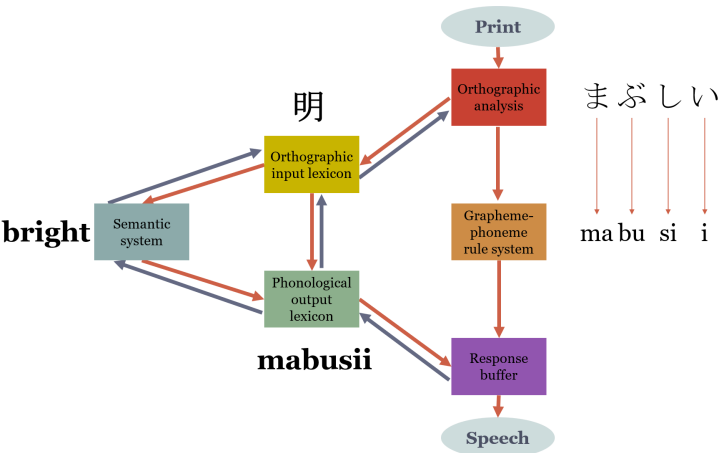 Print
Orthographic
analysis
明
まぶしい
Orthographic
input lexicon
bright
Semantic
system
Grapheme-
phoneme
rule system
ma bu si i
Phonological
output
lexicon
mabusii
Response
buffer
Speech